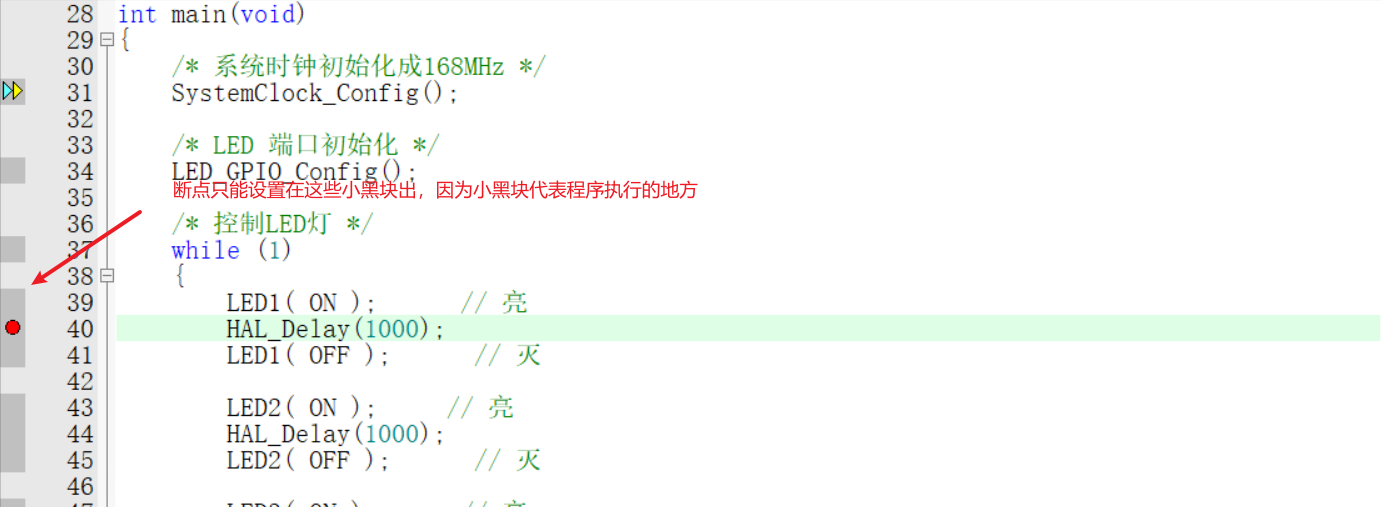 28 int main(void)
29 {
30 /* 系统时钟初始化成168MHz */
31 SystemClock_Config();
32
33 /* LED 端口初始化 */
34 LED_GPIO_Config();
断点只能设置在这些小黑块出，因为小黑块代表程序执行的地方
35
36 /* 控制LED灯 */
37 while (1)
38 {
39 LED1( ON ); // 亮
40 HAL_Delay(1000);
41 LED1( OFF ); // 灭
42
43 LED2( ON ); // 亮
44 HAL_Delay(1000);
45 LED2( OFF ); // 灭
46